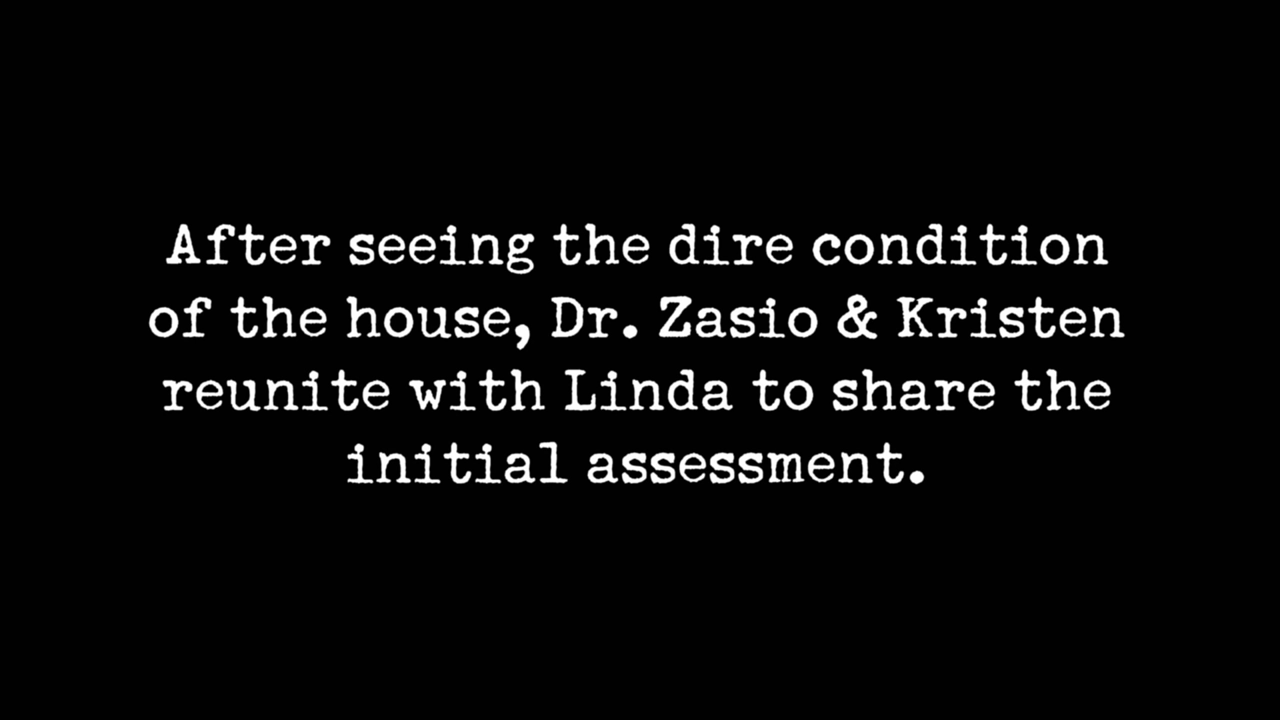 After seeing the dire condition
of the house, Dr. Zasio & Kristen
reunite with Linda to share the
initial assessment.